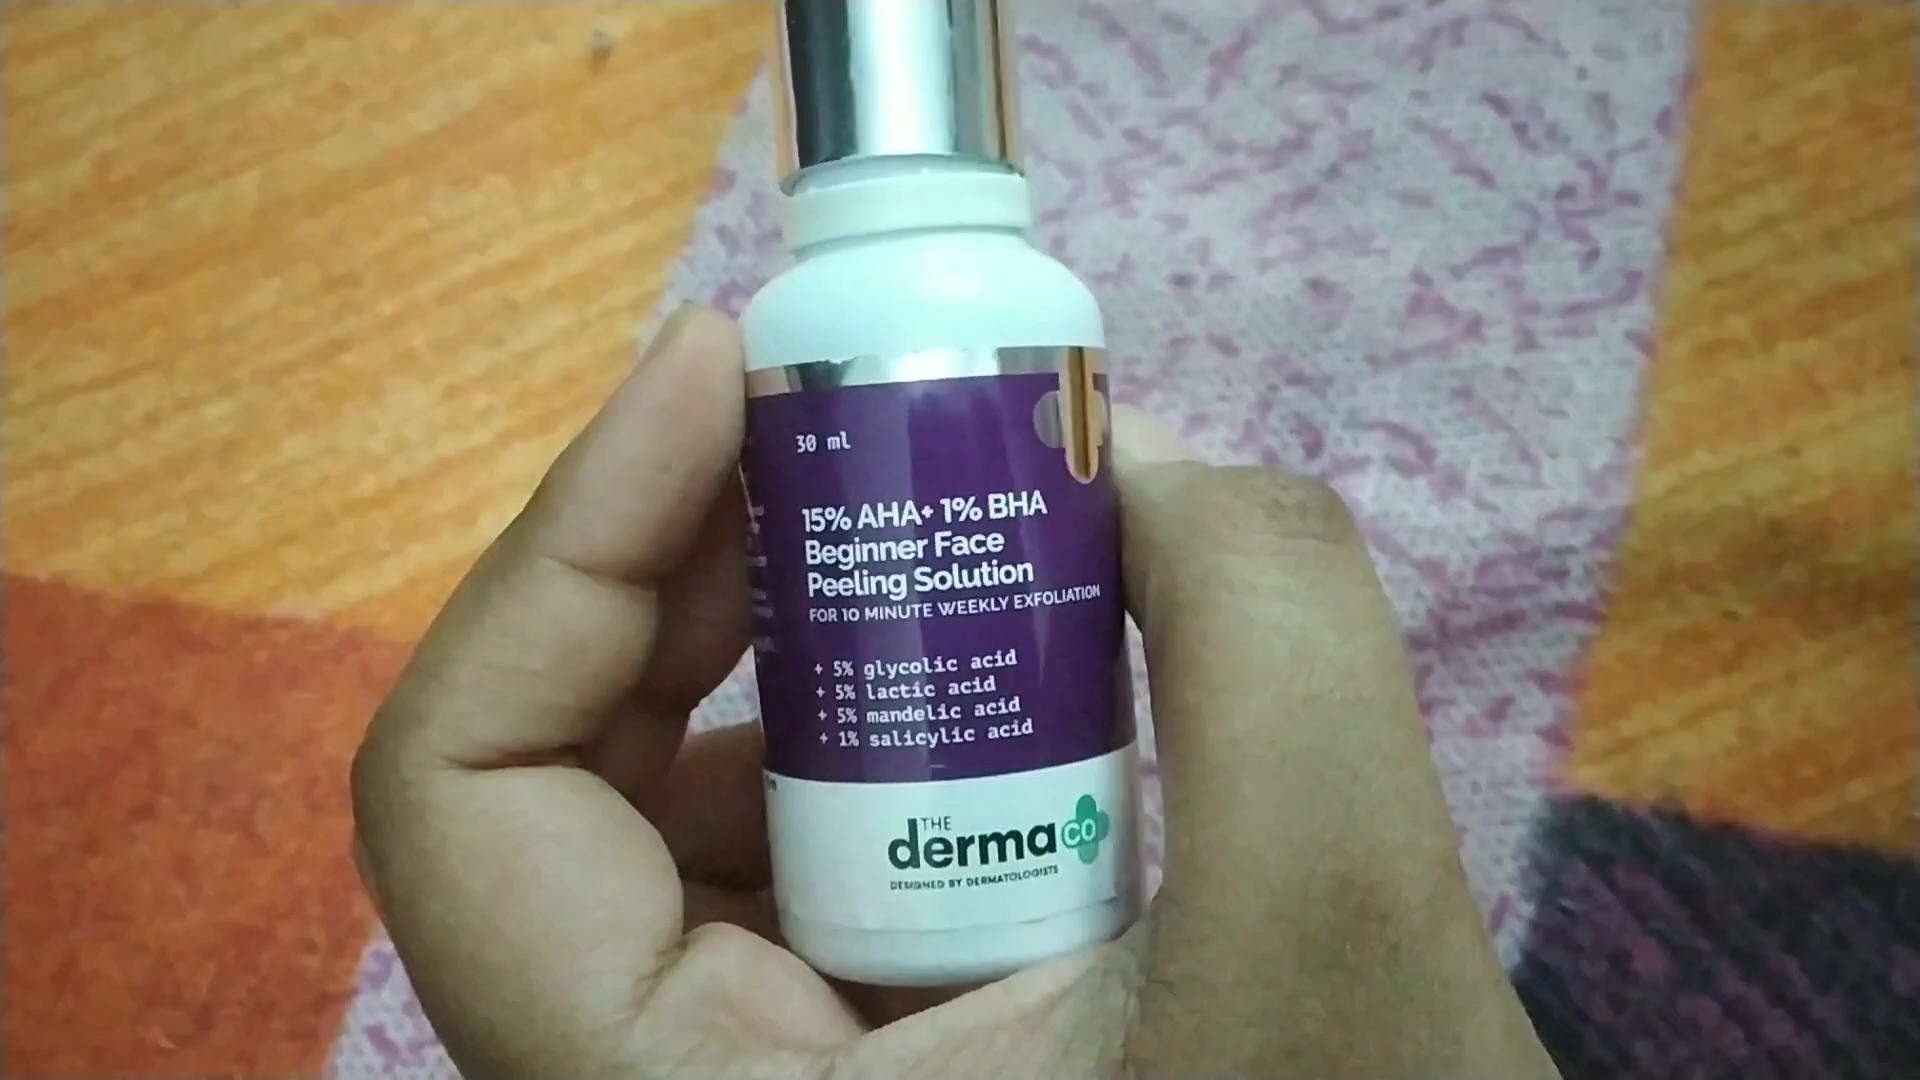 30 ml
15% AHA+ 1% BHA
Beginner Face
Peeling Solution
FOR 10 MINUTE WEEKLY EXFOLIATION
+ 5% glycolic acid
+ 5% lactic acid
+ 5% mandelic acid
+ 1% salicylic acid
THE
derma co
DESIGNED BY DERMATOLOGISTS